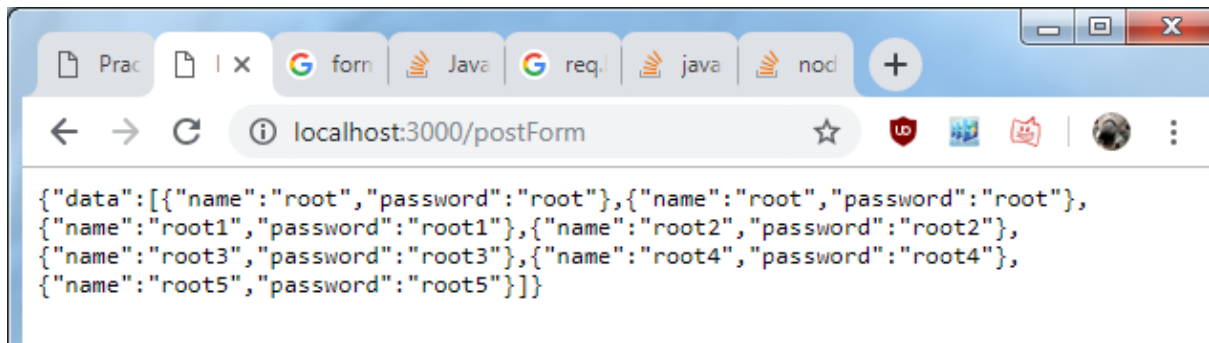 Prac
forn
Java
req.
java
nod
localhost:3000/postForm
{"data":[{"name":"root","password":"root"},{"name":"root","password":"root"},
{"name":"root1","password":"root1"},{"name":"root2","password":"root2"},
{"name":"root3","password":"root3"},{"name":"root4","password":"root4"},
{"name":"root5","password":"root5"}]}